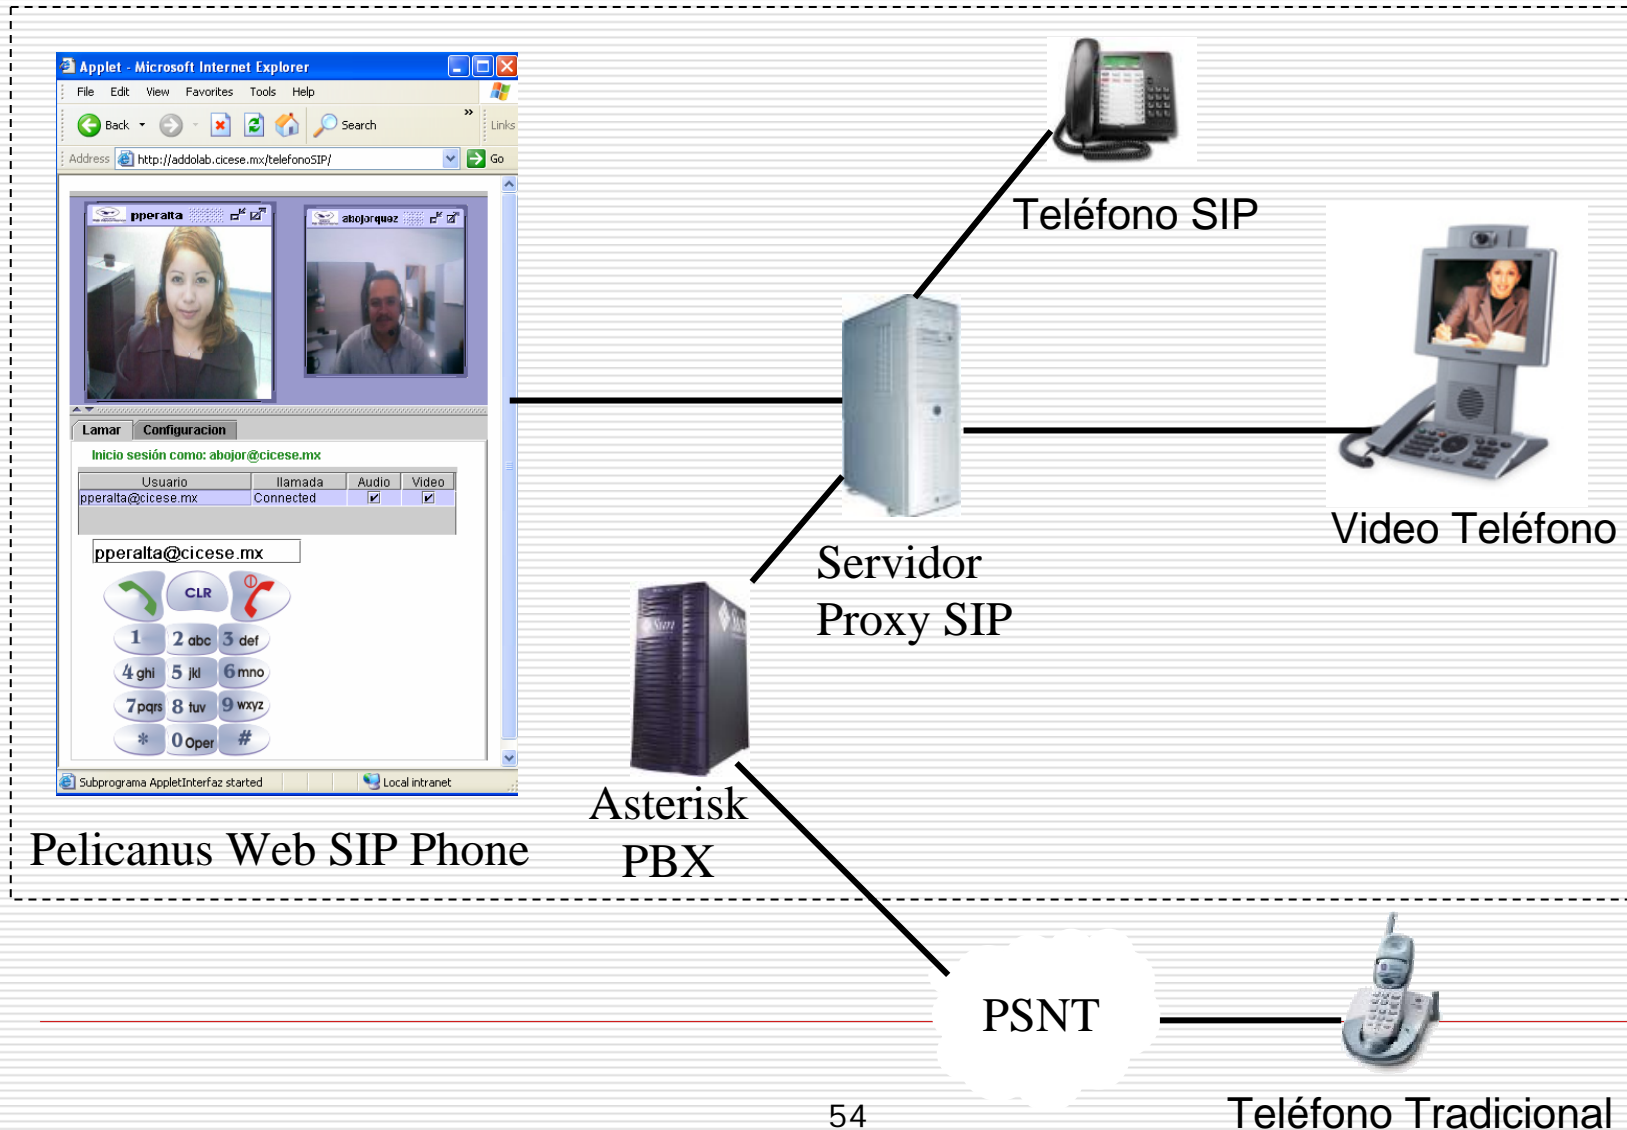 Applet - Microsoft Internet Explorer
File Edit View Favorites Tools Help
Back Search » Links
Address http://addolab.cicese.mx/telefonoSIP/ Go
pperalta
abojorquez
Lamar Configuracion
Inicio sesión como: abojor@cicese.mx
Usuario llamada Audio Video
pperalta@cicese.mx Connected
pperalta@cicese.mx
CLR
1 2 abc 3 def
4 ghi 5 jkl 6 mno
7 pqrs 8 tuv 9 wxyz
* 0 Oper #
Subprograma AppletInterfaz started Local intranet
Pelicanus Web SIP Phone
Teléfono SIP
Video Teléfono
Servidor
Proxy SIP
Sun
Asterisk
PBX
PSNT
Teléfono Tradicional
54